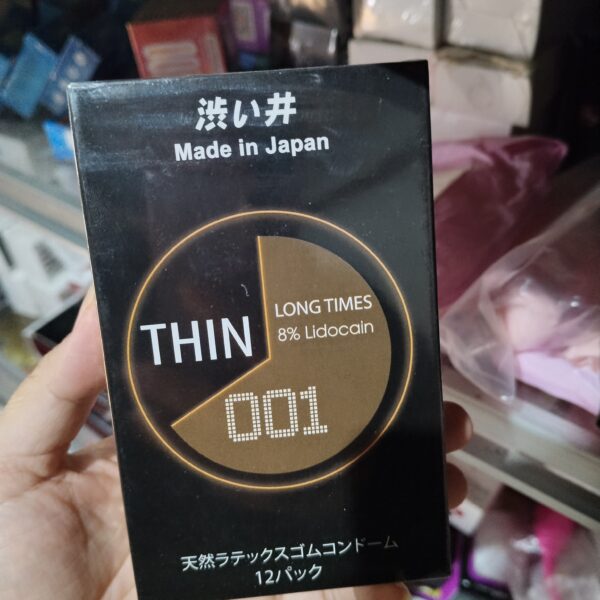 渋い井
Made in Japan
THIN
LONG TIMES
8% Lidocain
001
天然ラテックスゴムコンドーム
12パック